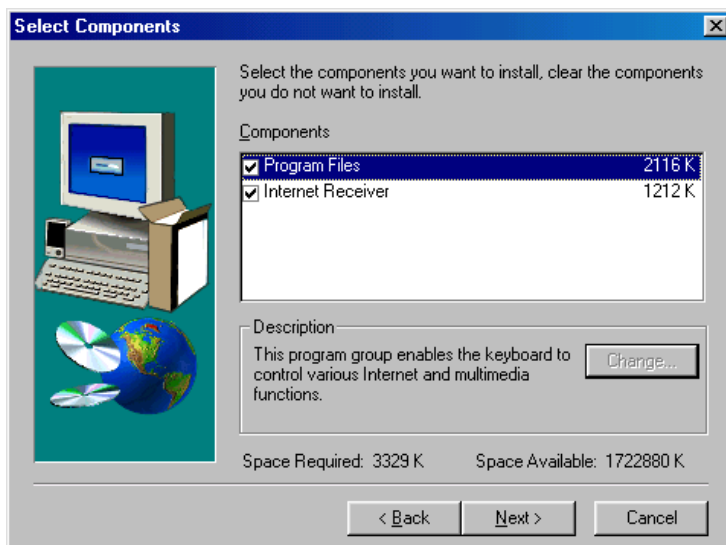 Select Components
Select the components you want to install, clear the components
you do not want to install.
Components
Program Files 2116 K
Internet Receiver 1212 K
Description
This program group enables the keyboard to
control various Internet and multimedia
functions.
Change...
Space Required: 3329 K Space Available: 1722880 K
< Back Next > Cancel